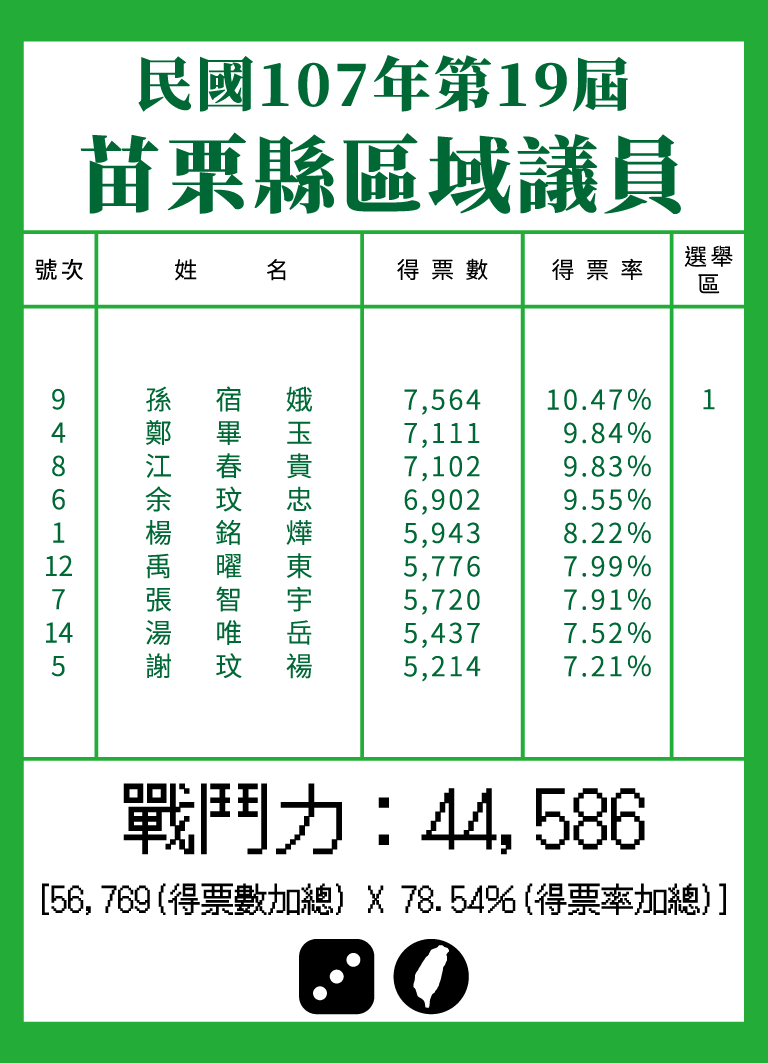 民國107年第19屆
苗栗縣區域議員
號次 姓名 得票數 得票率 選舉區
9 孫宿娥 7,564 10.47% 1
4 鄭畢玉 7,111 9.84%
8 江春貴 7,102 9.83%
6 余玟忠 6,902 9.55%
1 楊銘燁 5,943 8.22%
12 禹曜東 5,776 7.99%
7 張智宇 5,720 7.91%
14 湯唯岳 5,437 7.52%
5 謝玟禓 5,214 7.21%
戰鬥力：44,586
[56,769(得票數加總) X 78.54%(得票率加總)]